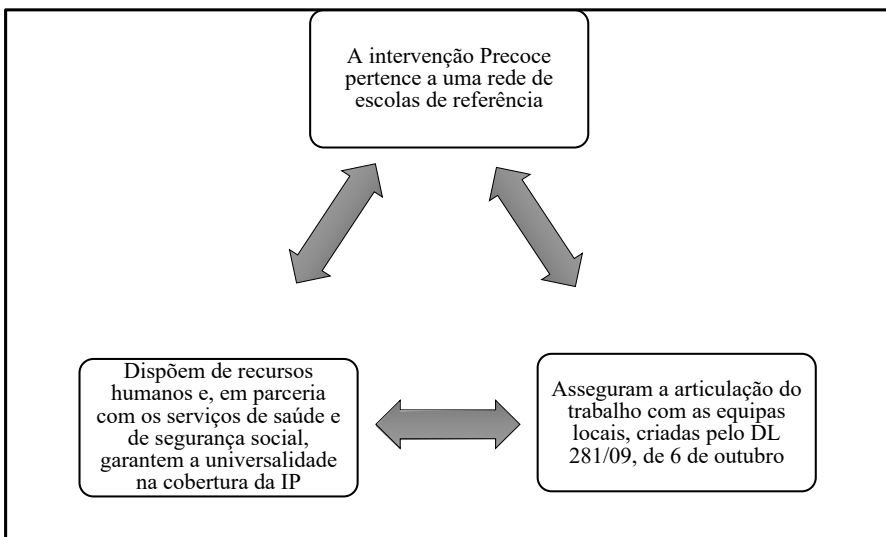 A intervenção Precoce
pertence a uma rede de
escolas de referência
Dispõem de recursos
humanos e, em parceria
com os serviços de saúde e
de segurança social,
garantem a universalidade
na cobertura da IP
Asseguram a articulação do
trabalho com as equipas
locais, criadas pelo DL
281/09, de 6 de outubro